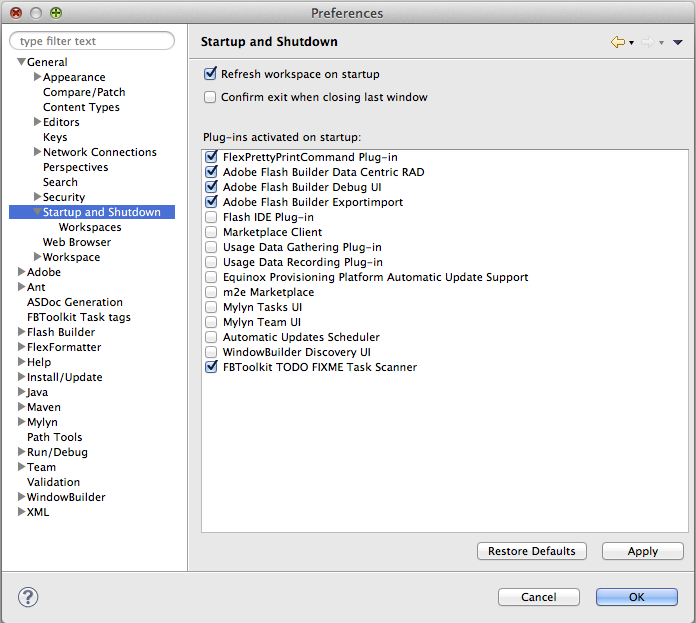 Preferences
type filter text
General
Appearance
Compare/Patch
Content Types
Editors
Keys
Network Connections
Perspectives
Search
Security
Startup and Shutdown
Workspaces
Web Browser
Workspace
Adobe
Ant
ASDoc Generation
FBToolkit Task tags
Flash Builder
FlexFormatter
Help
Install/Update
Java
Maven
Mylyn
Path Tools
Run/Debug
Team
Validation
WindowBuilder
XML
Startup and Shutdown
Refresh workspace on startup
Confirm exit when closing last window
Plug-ins activated on startup:
FlexPrettyPrintCommand Plug-in
Adobe Flash Builder Data Centric RAD
Adobe Flash Builder Debug UI
Adobe Flash Builder Exportimport
Flash IDE Plug-in
Marketplace Client
Usage Data Gathering Plug-in
Usage Data Recording Plug-in
Equinox Provisioning Platform Automatic Update Support
m2e Marketplace
Mylyn Tasks UI
Mylyn Team UI
Automatic Updates Scheduler
WindowBuilder Discovery UI
FBToolkit TODO FIXME Task Scanner
Restore Defaults
Apply
?
Cancel
OK